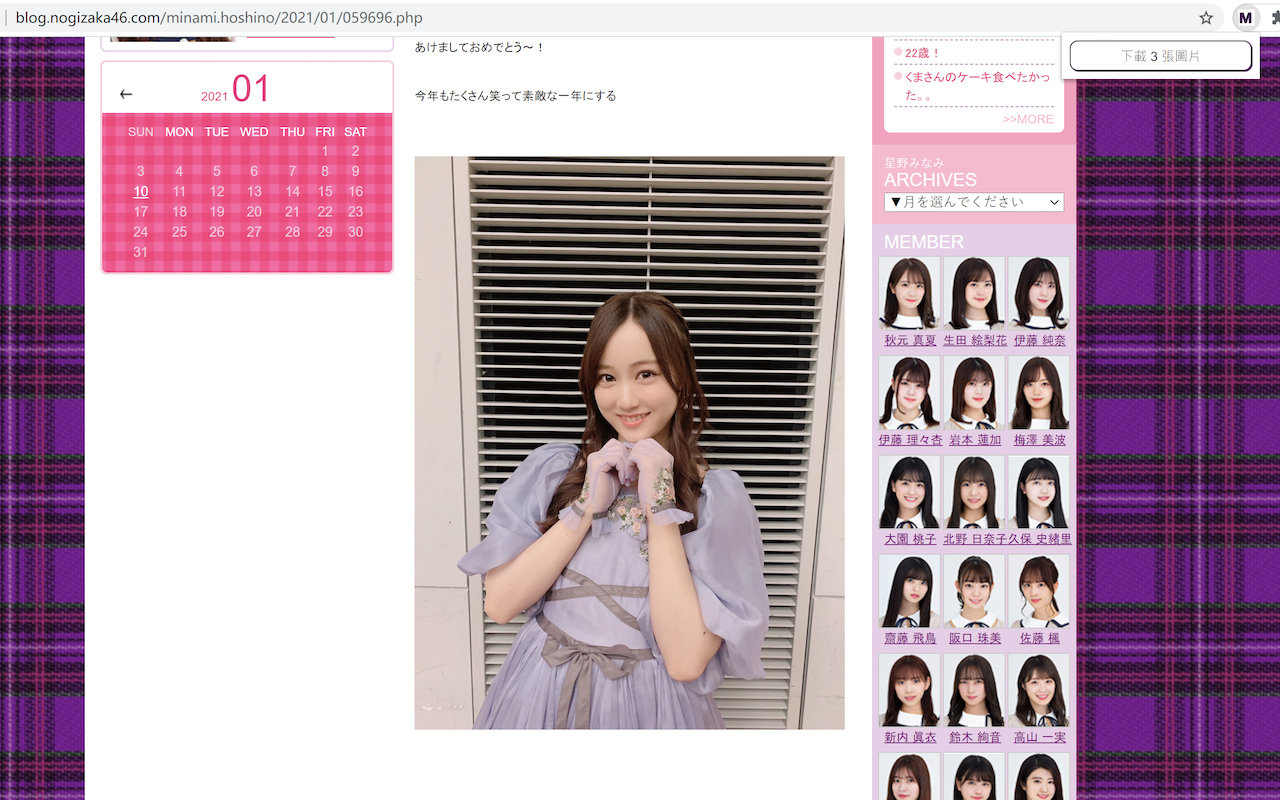 blog.nogizaka46.com/minami.hoshino/2021/01/059696.php
M
下載 3 張圖片
←
2021 01
SUN MON TUE WED THU FRI SAT
1 2
3 4 5 6 7 8 9
10 11 12 13 14 15 16
17 18 19 20 21 22 23
24 25 26 27 28 29 30
31
あけましておめでとう〜！
今年もたくさん笑って素敵な一年にする
22歳！
くまさんのケーキ食べたかっ
た。。
>>MORE
星野みなみ
ARCHIVES
▼月を選んでください
MEMBER
秋元 真夏 生田 絵梨花 伊藤 純奈
伊藤 理々杏 岩本 蓮加 梅澤 美波
大園 桃子 北野 日奈子 久保 史緒里
齋藤 飛鳥 阪口 珠美 佐藤 楓
新内 眞衣 鈴木 絢音 高山 一実